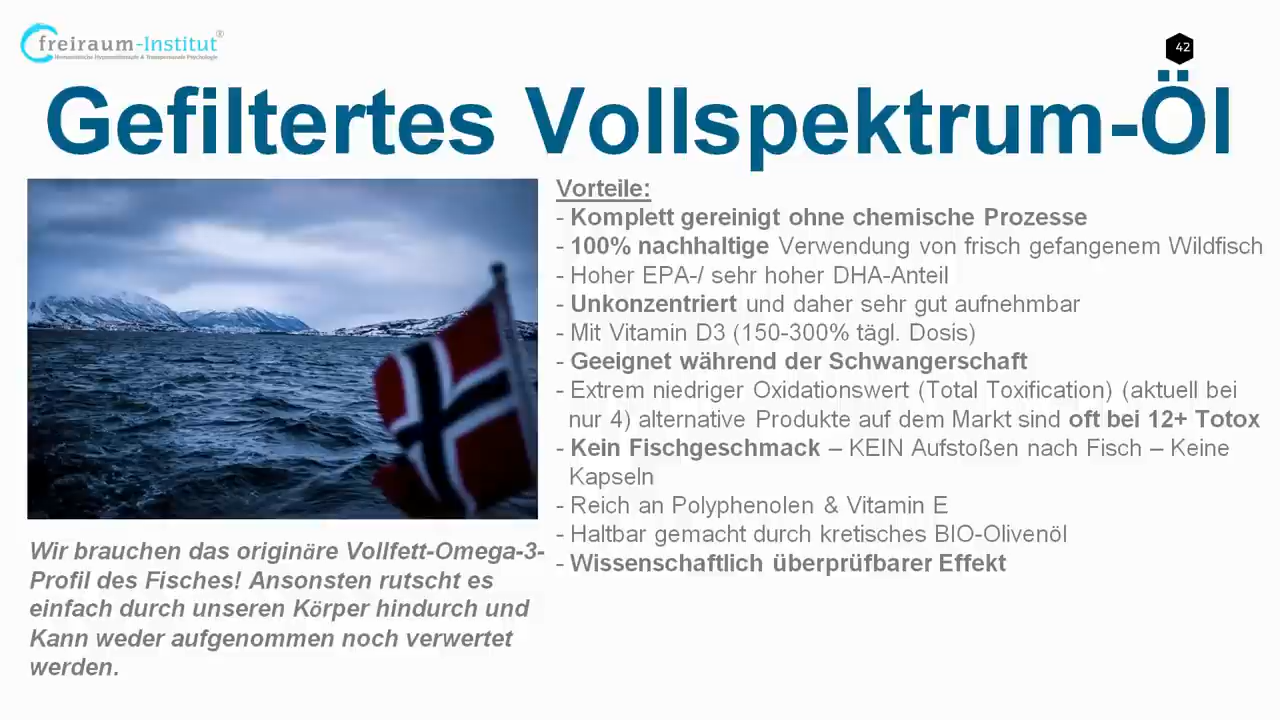 freiraum-Institut®
Humanistische Hypnosetherapie & Transpersonale Psychologie
42
Gefiltertes Vollspektrum-Öl
Vorteile:
- Komplett gereinigt ohne chemische Prozesse
- 100% nachhaltige Verwendung von frisch gefangenem Wildfisch
- Hoher EPA-/ sehr hoher DHA-Anteil
- Unkonzentriert und daher sehr gut aufnehmbar
- Mit Vitamin D3 (150-300% tägl. Dosis)
- Geeignet während der Schwangerschaft
- Extrem niedriger Oxidationswert (Total Toxification) (aktuell bei
nur 4) alternative Produkte auf dem Markt sind oft bei 12+ Totox
- Kein Fischgeschmack – KEIN Aufstoßen nach Fisch – Keine
Kapseln
- Reich an Polyphenolen & Vitamin E
- Haltbar gemacht durch kretisches BIO-Olivenöl
- Wissenschaftlich überprüfbarer Effekt
Wir brauchen das originäre Vollfett-Omega-3-
Profil des Fisches! Ansonsten rutscht es
einfach durch unseren Körper hindurch und
Kann weder aufgenommen noch verwertet
werden.